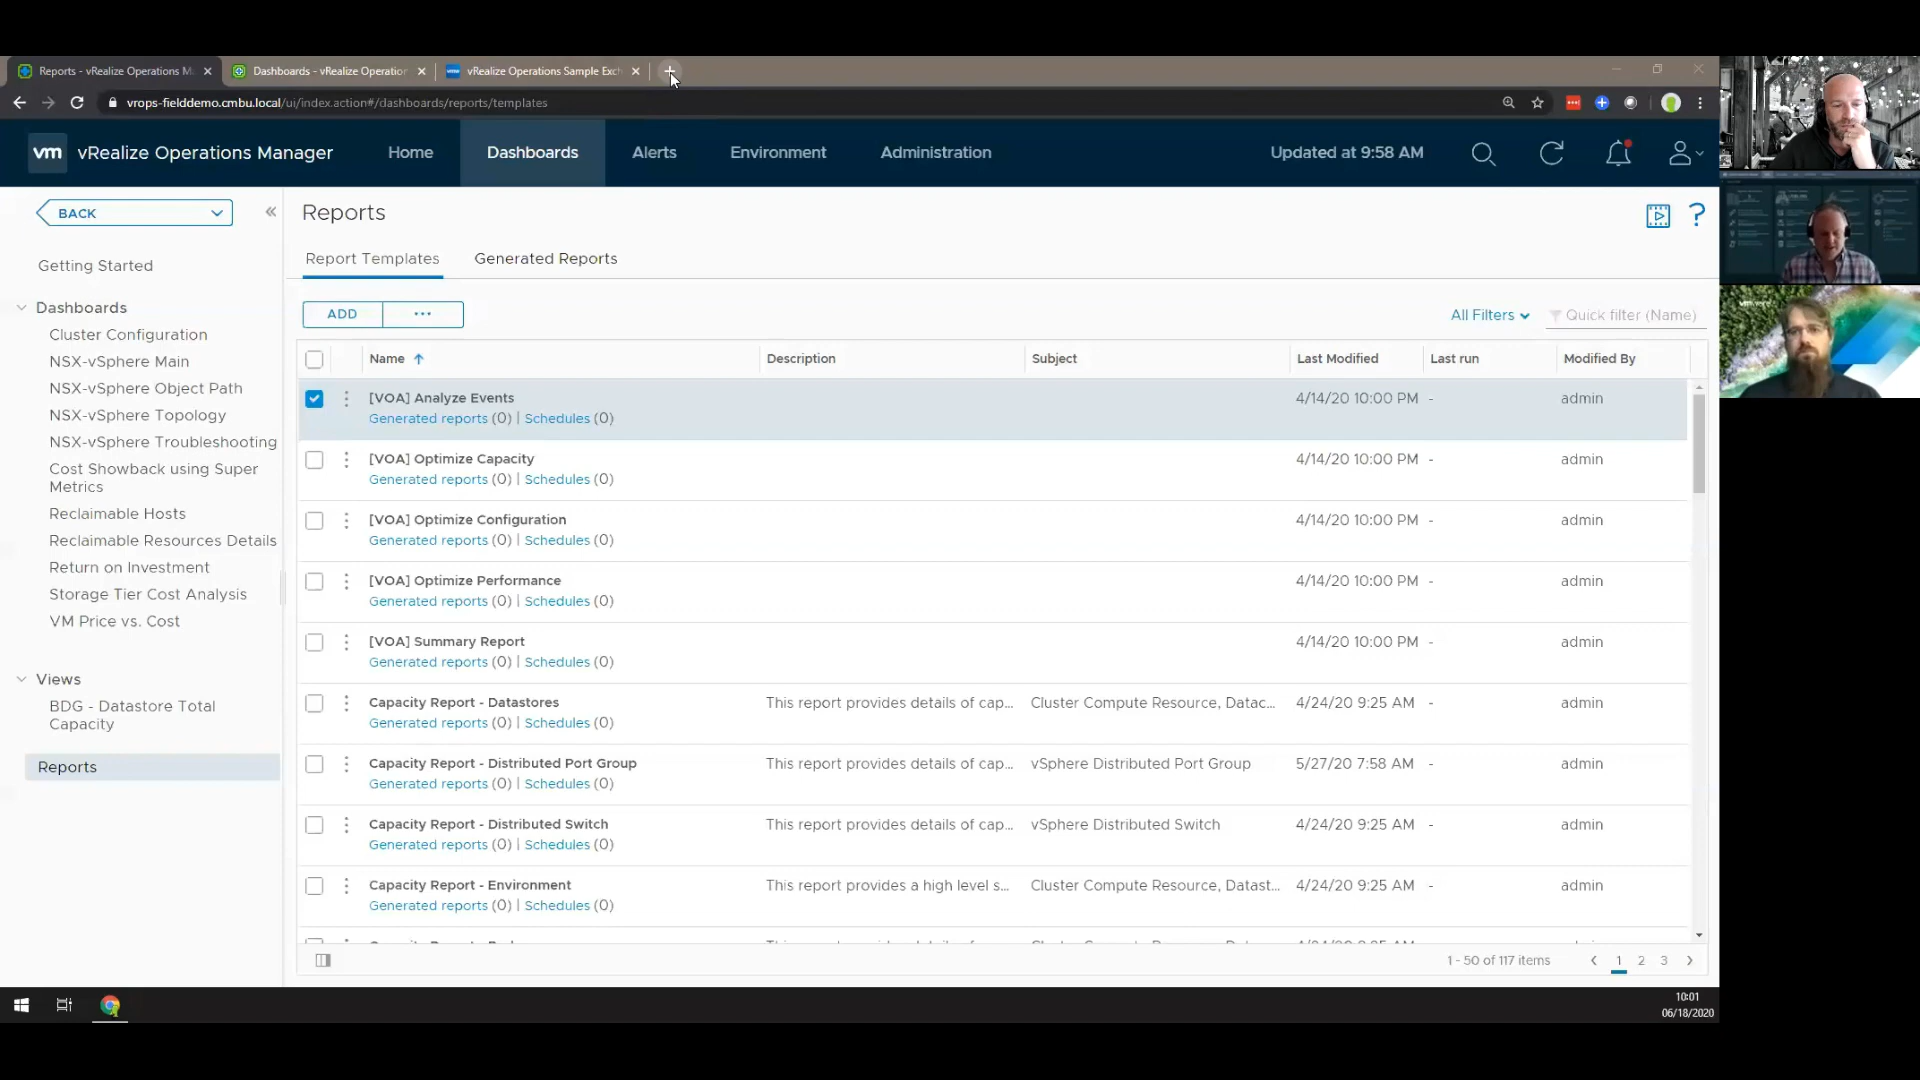 Reports - vRealize Operations M
Dashboards - vRealize Operation
vRealize Operations Sample Exch
vrops-fielddemo.cmbu.local/ui/index.action#/dashboards/reports/templates
vm vRealize Operations Manager
Home
Dashboards
Alerts
Environment
Administration
Updated at 9:58 AM
BACK
Getting Started
Dashboards
Cluster Configuration
NSX-vSphere Main
NSX-vSphere Object Path
NSX-vSphere Topology
NSX-vSphere Troubleshooting
Cost Showback using Super
Metrics
Reclaimable Hosts
Reclaimable Resources Details
Return on Investment
Storage Tier Cost Analysis
VM Price vs. Cost
Views
BDG - Datastore Total
Capacity
Reports
Reports
?
Report Templates
Generated Reports
ADD
...
All Filters
Quick filter (Name)
Name
Description
Subject
Last Modified
Last run
Modified By
[VOA] Analyze Events 4/14/20 10:00 PM - admin
Generated reports (0) | Schedules (0)
[VOA] Optimize Capacity 4/14/20 10:00 PM - admin
Generated reports (0) | Schedules (0)
[VOA] Optimize Configuration 4/14/20 10:00 PM - admin
Generated reports (0) | Schedules (0)
[VOA] Optimize Performance 4/14/20 10:00 PM - admin
Generated reports (0) | Schedules (0)
[VOA] Summary Report 4/14/20 10:00 PM - admin
Generated reports (0) | Schedules (0)
Capacity Report - Datastores This report provides details of cap... Cluster Compute Resource, Datac... 4/24/20 9:25 AM - admin
Generated reports (0) | Schedules (0)
Capacity Report - Distributed Port Group This report provides details of cap... vSphere Distributed Port Group 5/27/20 7:58 AM - admin
Generated reports (0) | Schedules (0)
Capacity Report - Distributed Switch This report provides details of cap... vSphere Distributed Switch 4/24/20 9:25 AM - admin
Generated reports (0) | Schedules (0)
Capacity Report - Environment This report provides a high level s... Cluster Compute Resource, Datast... 4/24/20 9:25 AM - admin
Generated reports (0) | Schedules (0)
1 - 50 of 117 items
1 2 3
10:01
06/18/2020